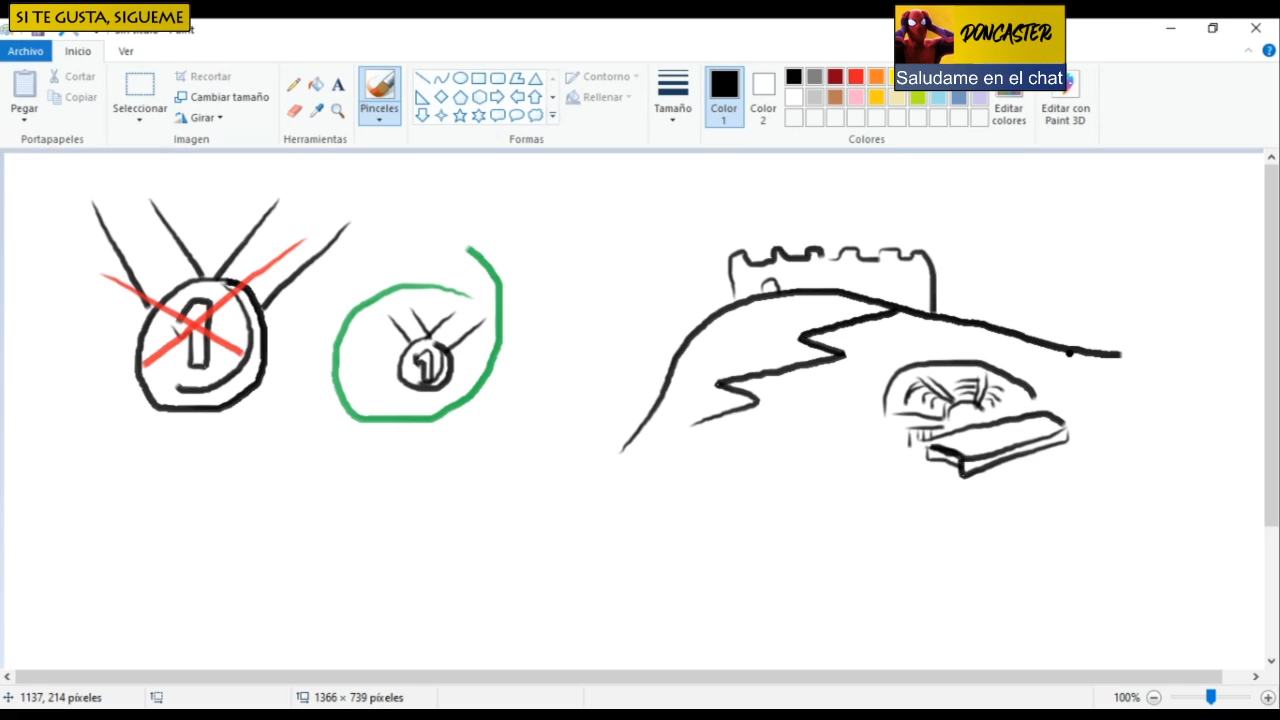 SI TE GUSTA, SIGUEME
DONCASTER
Saludame en el chat
Archivo
Inicio
Ver
Pegar
Cortar
Copiar
Portapapeles
Seleccionar
Recortar
Cambiar tamaño
Girar
Imagen
A
Herramientas
Pinceles
Formas
Contorno
Rellenar
Tamaño
Color 1
Color 2
Editar colores
Editar con Paint 3D
Colores
1
1
1137, 214 píxeles
1366 × 739 píxeles
100%